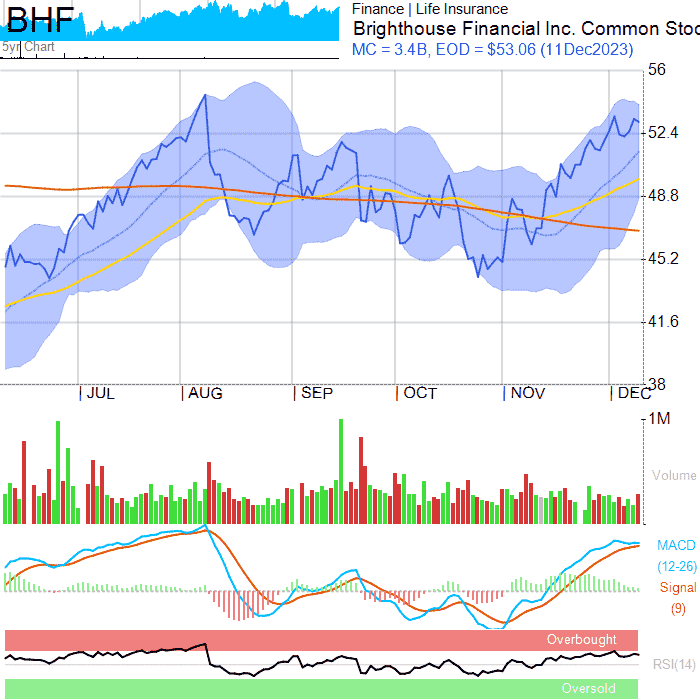 BHF
5yr Chart
Finance | Life Insurance
Brighthouse Financial Inc. Common Stoc
MC = 3.4B, EOD = $53.06 (11Dec2023)
56
52.4
48.8
45.2
41.6
38
JUL AUG SEP OCT NOV DEC
1M
Volume
MACD
(12-26)
Signal
(9)
Overbought
RSI(14)
Oversold